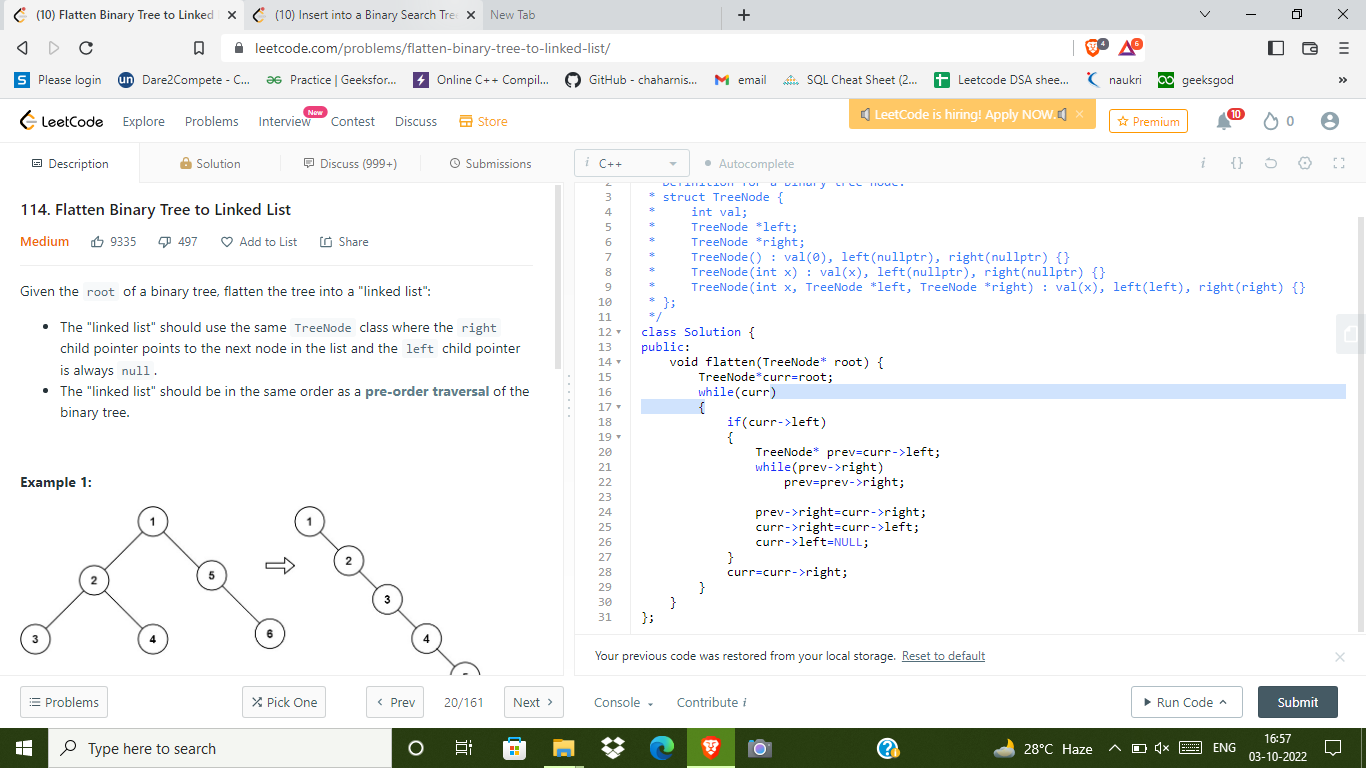 (10) Flatten Binary Tree to Linked
(10) Insert into a Binary Search Tre
New Tab
leetcode.com/problems/flatten-binary-tree-to-linked-list/
4
6
S Please login
un Dare2Compete - C...
Practice | Geeksfor...
Online C++ Compil...
GitHub - chaharnis...
email
SQL Cheat Sheet (2...
Leetcode DSA shee...
naukri
geeksgod
»
LeetCode
Explore
Problems
Interview
New
Contest
Discuss
Store
LeetCode is hiring! Apply NOW.
Premium
10
0
Description
Solution
Discuss (999+)
Submissions
i C++
Autocomplete
i {}
114. Flatten Binary Tree to Linked List
Medium
9335
497
Add to List
Share
Given the root of a binary tree, flatten the tree into a "linked list":
• The "linked list" should use the same TreeNode class where the right
child pointer points to the next node in the list and the left child pointer
is always null.
• The "linked list" should be in the same order as a pre-order traversal of the
binary tree.
Example 1:
1
2
5
3
4
6
1
2
3
4
2 * Definition for a binary tree node.
3 * struct TreeNode {
4 * int val;
5 * TreeNode *left;
6 * TreeNode *right;
7 * TreeNode() : val(0), left(nullptr), right(nullptr) {}
8 * TreeNode(int x) : val(x), left(nullptr), right(nullptr) {}
9 * TreeNode(int x, TreeNode *left, TreeNode *right) : val(x), left(left), right(right) {}
10 * };
11 */
12 class Solution {
13 public:
14 void flatten(TreeNode* root) {
15 TreeNode*curr=root;
16 while(curr)
17 {
18 if(curr->left)
19 {
20 TreeNode* prev=curr->left;
21 while(prev->right)
22 prev=prev->right;
23
24 prev->right=curr->right;
25 curr->right=curr->left;
26 curr->left=NULL;
27 }
28 curr=curr->right;
29 }
30 }
31 };
Your previous code was restored from your local storage. Reset to default
Problems
Pick One
Prev
20/161
Next
Console
Contribute i
Run Code
Submit
Type here to search
28°C Haze
ENG
16:57
03-10-2022